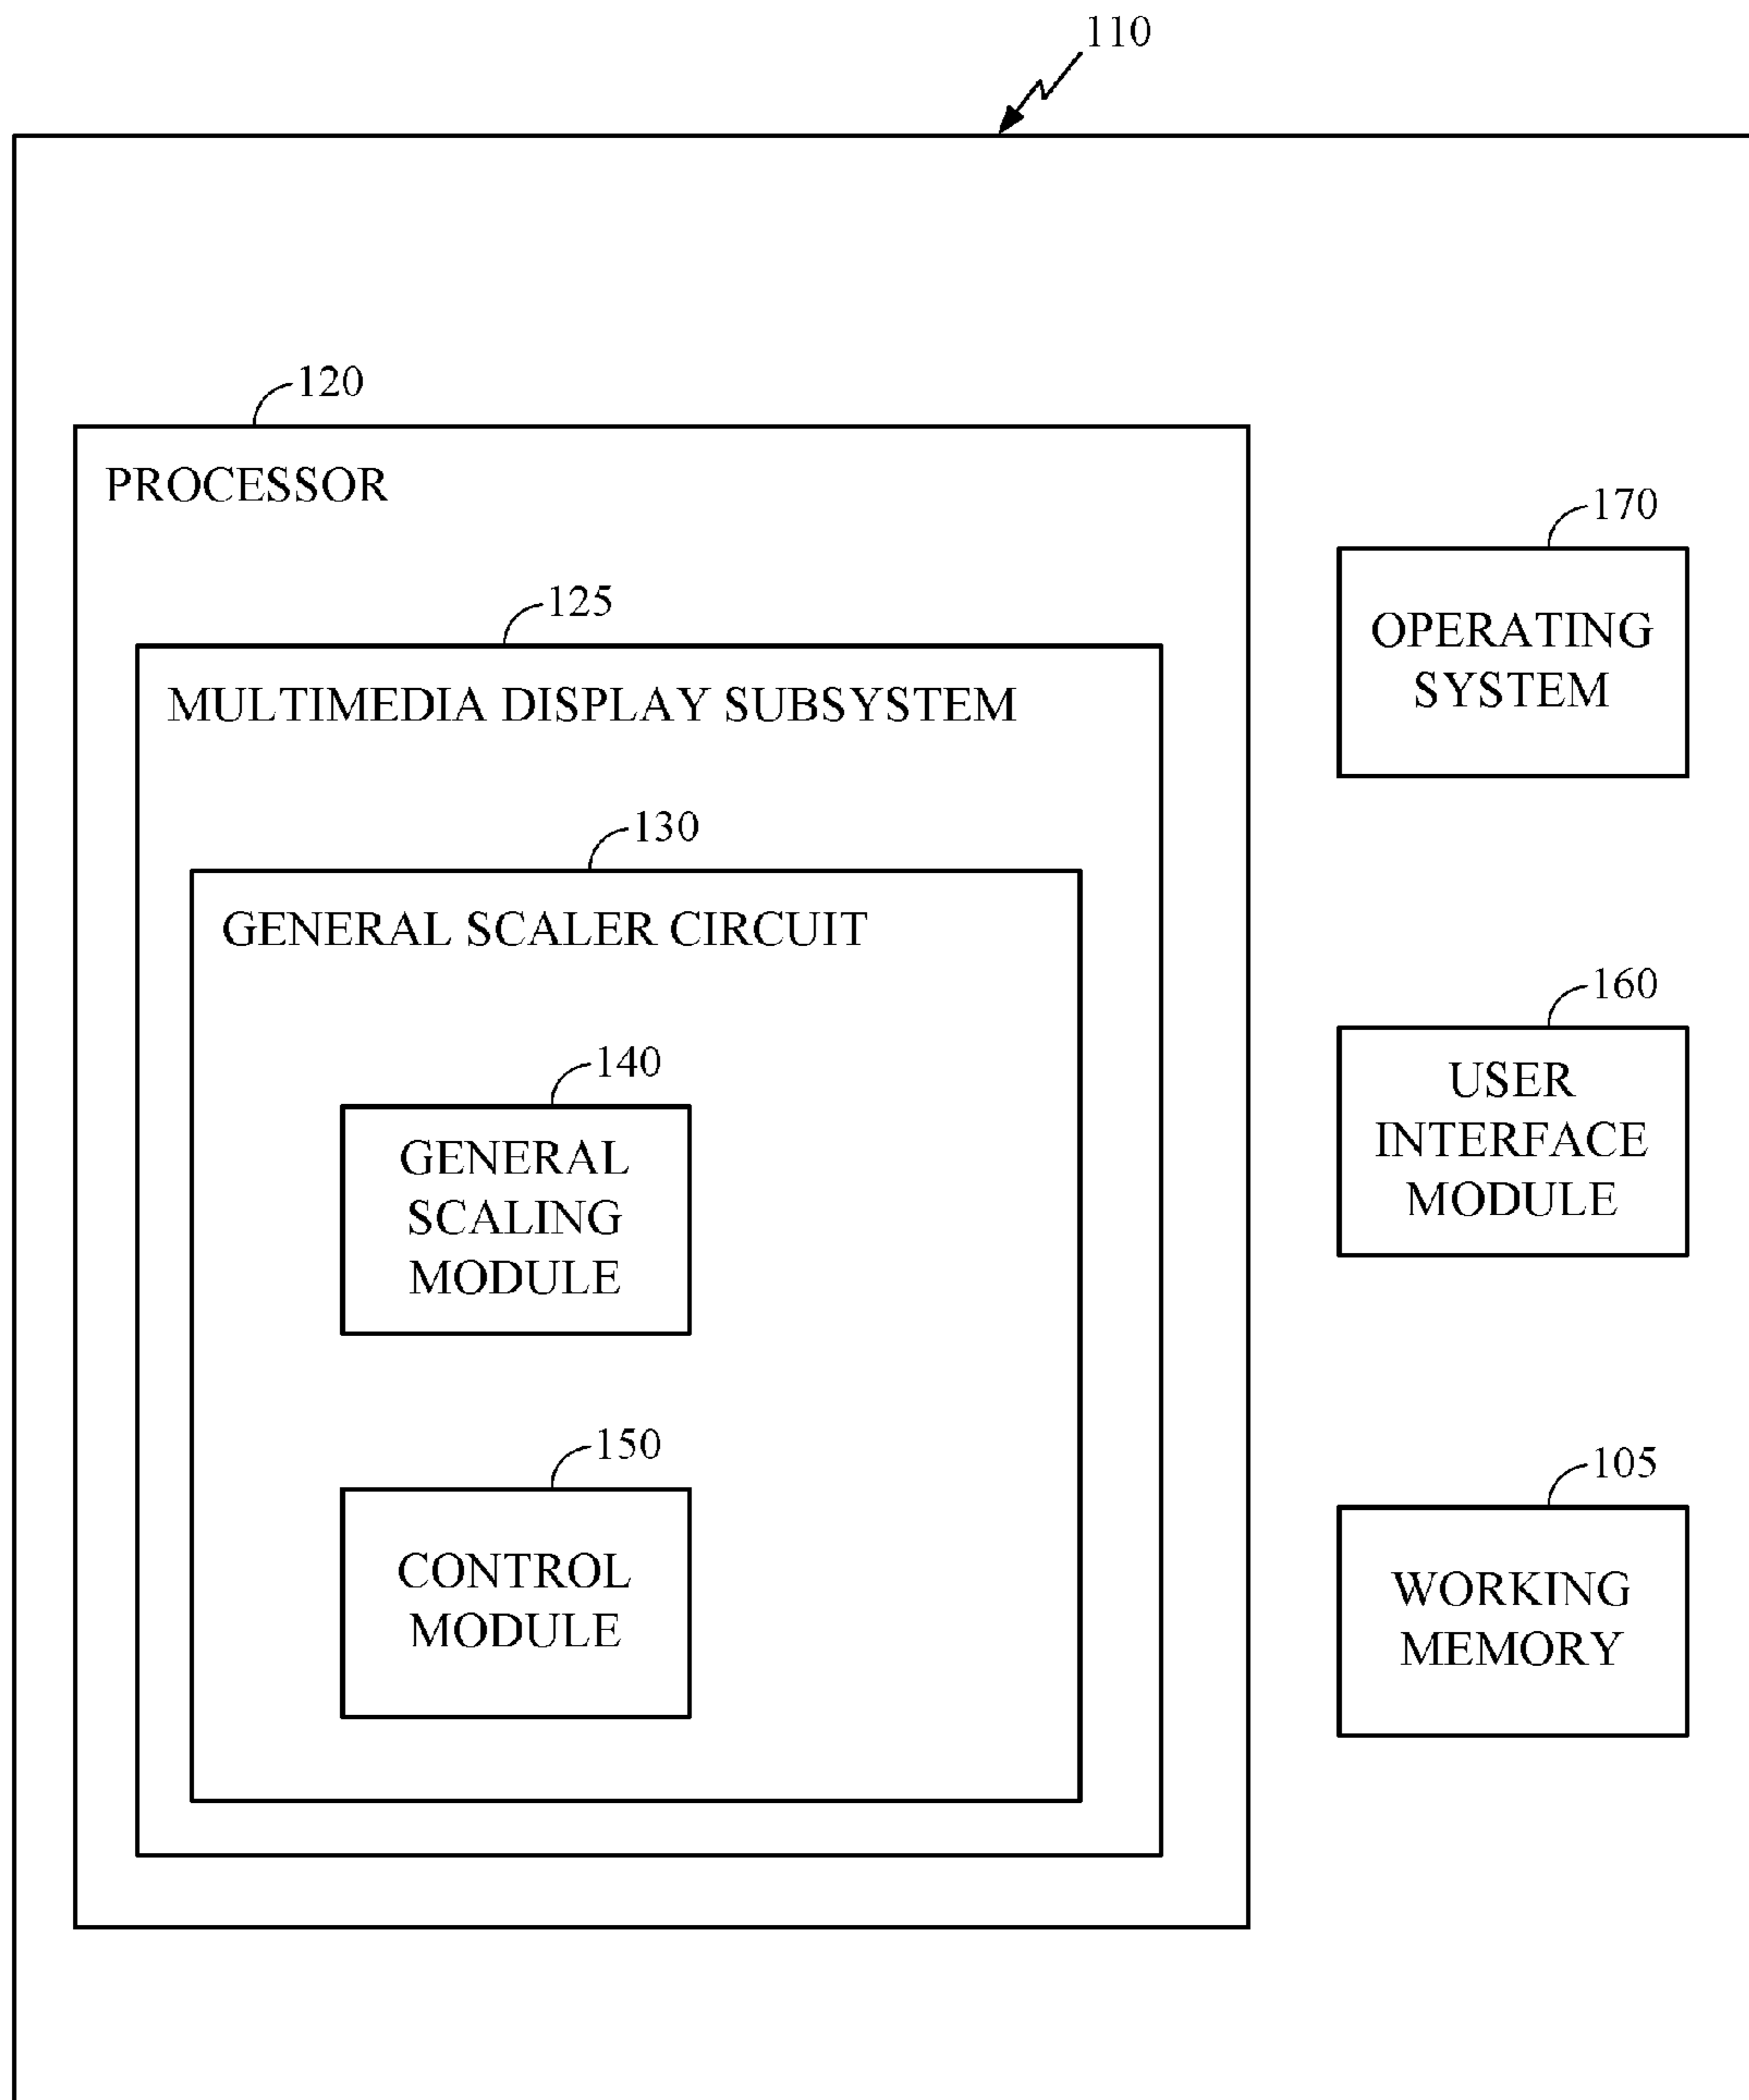 110
120
PROCESSOR
125
MULTIMEDIA DISPLAY SUBSYSTEM
130
GENERAL SCALER CIRCUIT
140
GENERAL
SCALING
MODULE
150
CONTROL
MODULE
170
OPERATING
SYSTEM
160
USER
INTERFACE
MODULE
105
WORKING
MEMORY